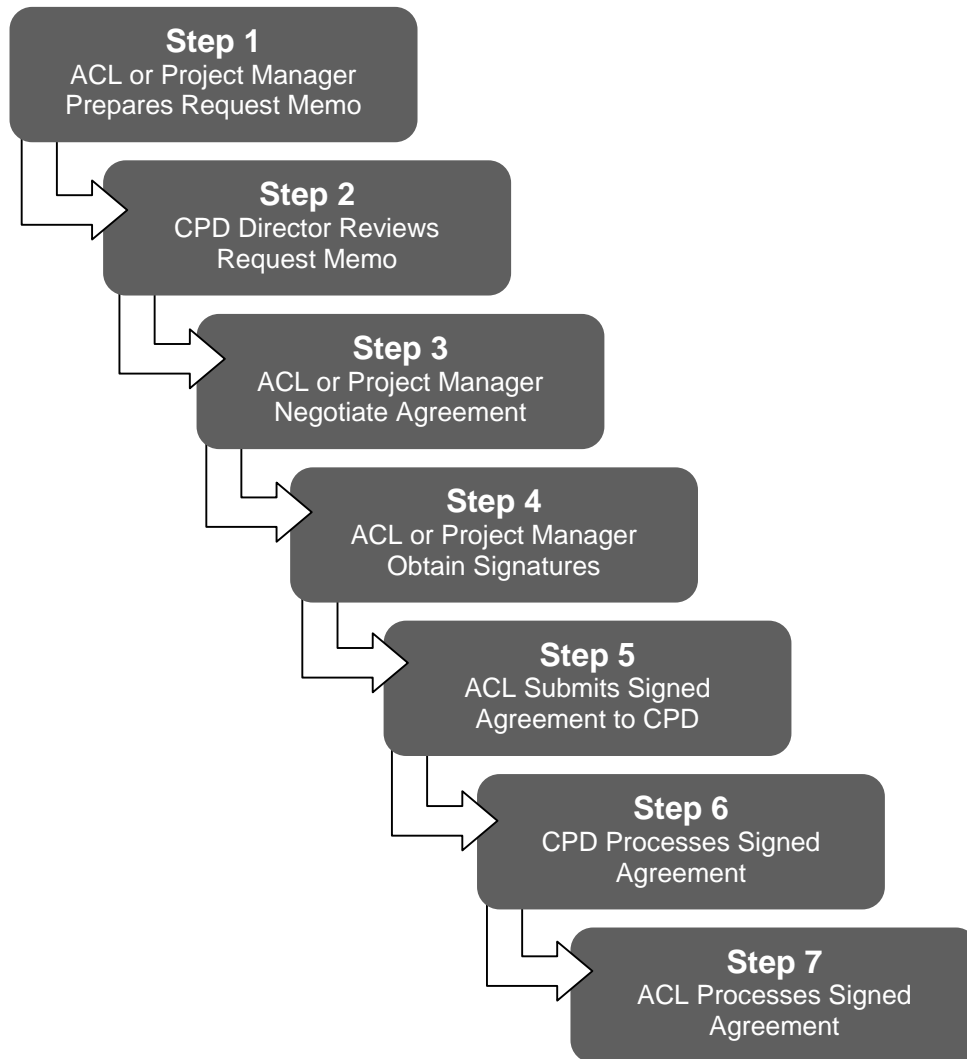 Step 1
ACL or Project Manager
Prepares Request Memo
Step 2
CPD Director Reviews
Request Memo
Step 3
ACL or Project Manager
Negotiate Agreement
Step 4
ACL or Project Manager
Obtain Signatures
Step 5
ACL Submits Signed
Agreement to CPD
Step 6
CPD Processes Signed
Agreement
Step 7
ACL Processes Signed
Agreement